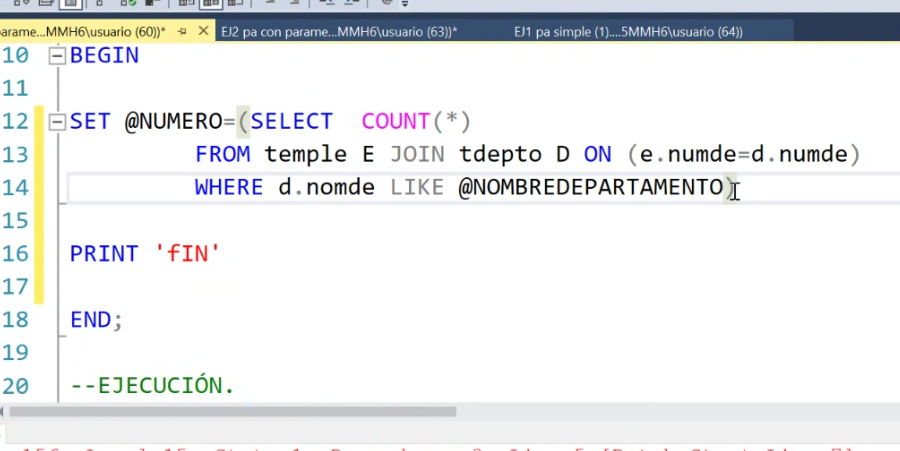 parame...MMH6\usuario (60))* EJ2 pa con parame...MMH6\usuario (63))* EJ1 pa simple (1)....5MMH6\usuario (64))
10 BEGIN
11
12 SET @NUMERO=(SELECT COUNT(*)
13 FROM temple E JOIN tdepto D ON (e.numde=d.numde)
14 WHERE d.nomde LIKE @NOMBREDEPARTAMENTO)
15
16 PRINT 'fIN'
17
18 END;
19
20 --EJECUCIÓN.